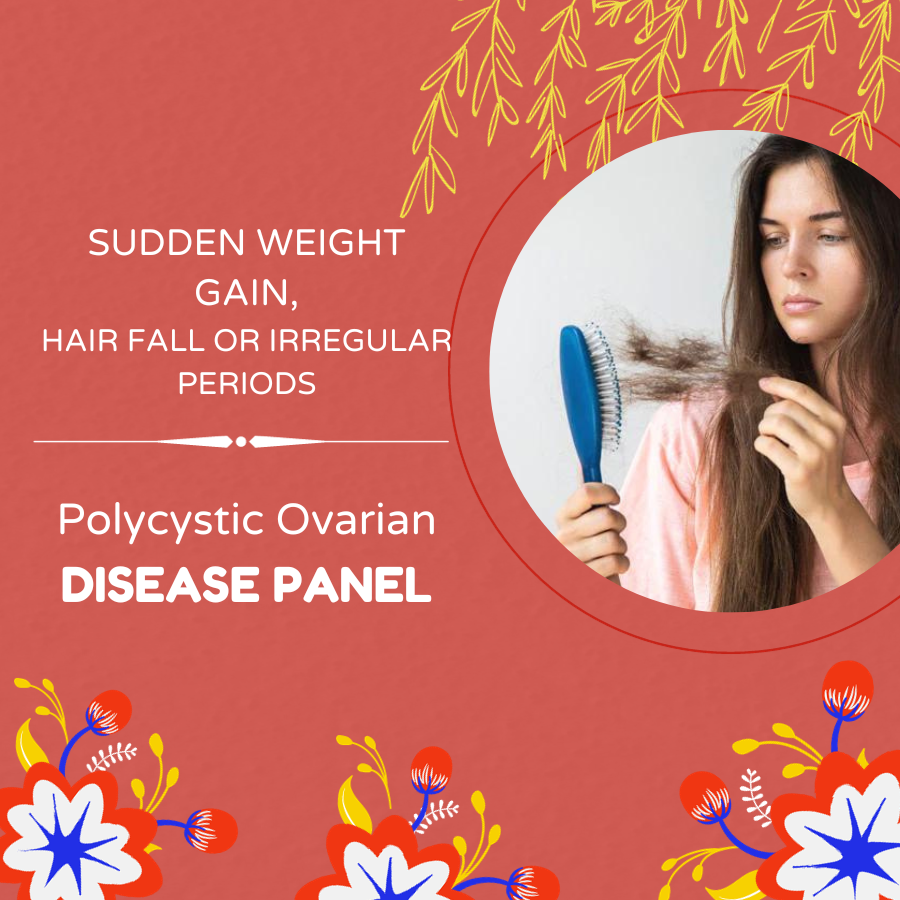 SUDDEN WEIGHT
GAIN,
HAIR FALL OR IRREGULAR
PERIODS
Polycystic Ovarian
DISEASE PANEL